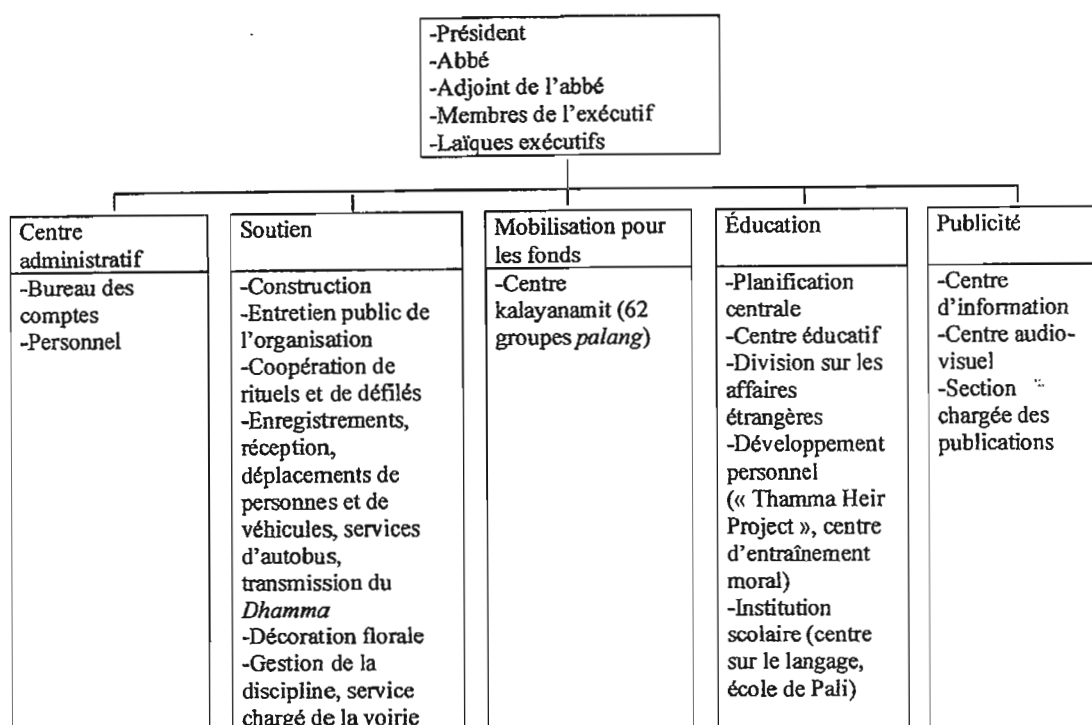 -Président
-Abbé
-Adjoint de l'abbé
-Membres de l'exécutif
-Laïques exécutifs
Centre
administratif
-Bureau des
comptes
-Personnel
Soutien
-Construction
-Entretien public de
l'organisation
-Coopération de
rituels et de défilés
-Enregistrements,
réception,
déplacements de
personnes et de
véhicules, services
d'autobus,
transmission du
Dhamma
-Décoration florale
-Gestion de la
discipline, service
chargé de la voirie
Mobilisation pour
les fonds
-Centre
kalayanamit (62
groupes palang)
Éducation
-Planification
centrale
-Centre éducatif
-Division sur les
affaires
étrangères
-Développement
personnel
(« Thamma Heir
Project », centre
d'entraînement
moral)
-Institution
scolaire (centre
sur le langage,
école de Pali)
Publicité
-Centre
d'information
-Centre audio-
visuel
-Section
chargée des
publications